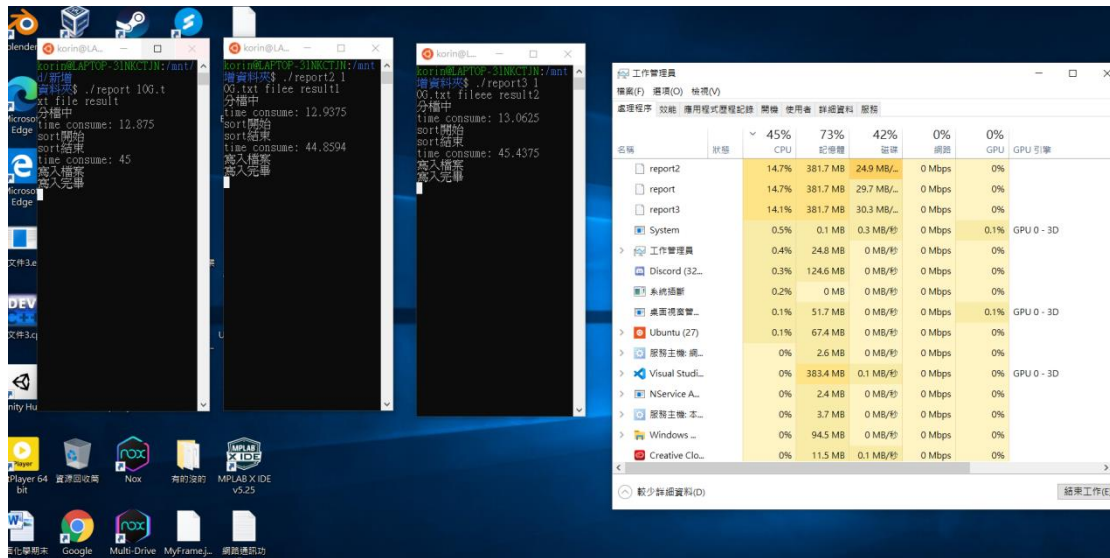 korin@LA...
korin@LAPTOP-31NKCTJN:/mnt/
d/新增
資料夾$ ./report 10G.t
xt file result
分檔中
time consume: 12.875
sort開始
sort結束
time consume: 45
寫入檔案
寫入完畢
korin@LA...
korin@LAPTOP-31NKCTJN:/mnt
增資料夾$ ./report2 1
0G.txt filee result1
分檔中
time consume: 12.9375
sort開始
sort結束
time consume: 44.8594
寫入檔案
寫入完畢
korin@L...
korin@LAPTOP-31NKCTJN:/mnt
增資料夾$ ./report3 1
0G.txt fileee result2
分檔中
time consume: 13.0625
sort開始
sort結束
time consume: 45.4375
寫入檔案
寫入完畢
工作管理員
檔案(F) 選項(O) 檢視(V)
處理程序 效能 應用程式歷程記錄 開機 使用者 詳細資料 服務
45% 73% 42% 0% 0%
名稱 狀態 CPU 記憶體 磁碟 網路 GPU GPU 引擎
report2 14.7% 381.7 MB 24.9 MB/... 0 Mbps 0%
report 14.7% 381.7 MB 29.7 MB/... 0 Mbps 0%
report3 14.1% 381.7 MB 30.3 MB/... 0 Mbps 0%
System 0.5% 0.1 MB 0.3 MB/秒 0 Mbps 0.1% GPU 0 - 3D
工作管理員 0.4% 24.8 MB 0 MB/秒 0 Mbps 0%
Discord (32... 0.3% 124.6 MB 0 MB/秒 0 Mbps 0%
系統插斷 0.2% 0 MB 0 MB/秒 0 Mbps 0%
桌面視窗管... 0.1% 51.7 MB 0 MB/秒 0 Mbps 0.1% GPU 0 - 3D
Ubuntu (27) 0.1% 67.4 MB 0 MB/秒 0 Mbps 0%
服務主機: 網... 0% 2.6 MB 0 MB/秒 0 Mbps 0%
Visual Studi... 0% 383.4 MB 0.1 MB/秒 0 Mbps 0% GPU 0 - 3D
NService A... 0% 2.4 MB 0 MB/秒 0 Mbps 0%
服務主機: 本... 0% 3.7 MB 0 MB/秒 0 Mbps 0%
Windows ... 0% 94.5 MB 0 MB/秒 0 Mbps 0%
Creative Clo... 0% 11.5 MB 0.1 MB/秒 0 Mbps 0%
較少詳細資料(D)
結束工作(E
blender
Microsof
Edge
Microsof
Edge
文件3.e
DEV
C++
文件3.c
nity Hu
Player
tPlayer 64
bit
資源回收筒
Nox
有的沒的
MPLAB
X IDE
MPLAB X IDE
v5.25
化學期末
Google
Multi-Drive
MyFrame.j...
網路通訊功